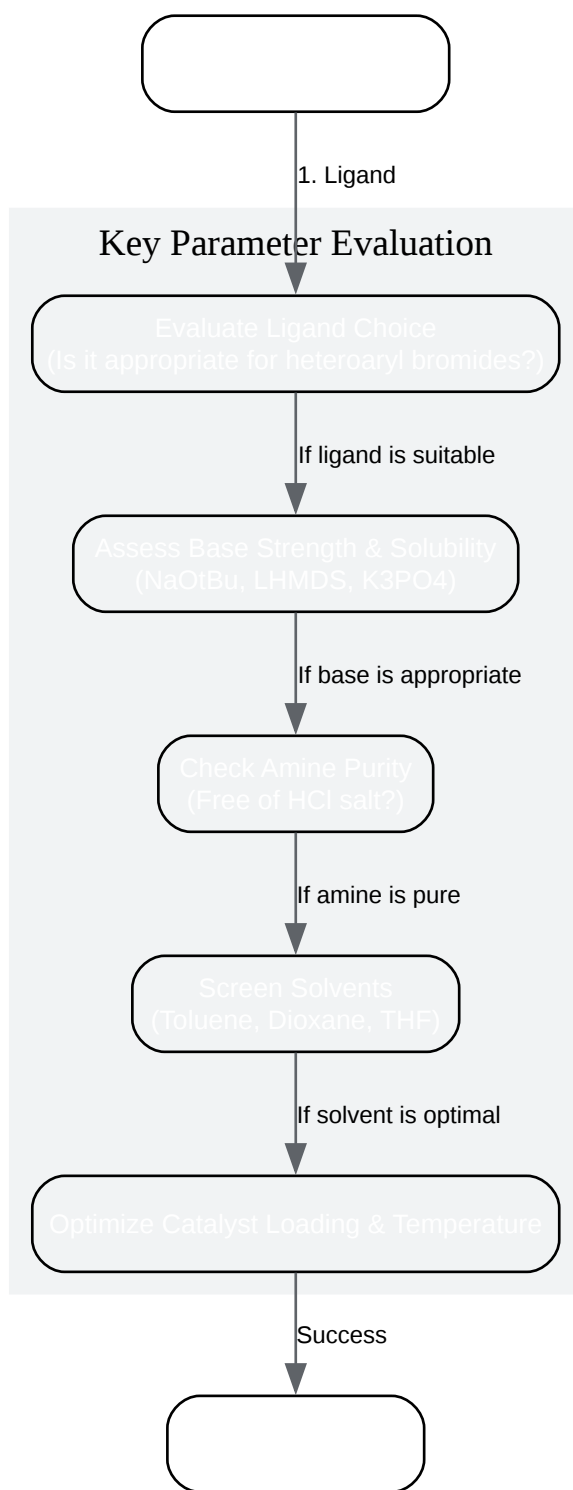 1. Ligand
Key Parameter Evaluation
Evaluate Ligand Choice
(Is it appropriate for heteroaryl bromides?)
If ligand is suitable
Assess Base Strength & Solubility
(NaOtBu, LHMDS, K3PO4)
If base is appropriate
Check Amine Purity
(Free of HCl salt?)
If amine is pure
Screen Solvents
(Toluene, Dioxane, THF)
If solvent is optimal
Optimize Catalyst Loading & Temperature
Success